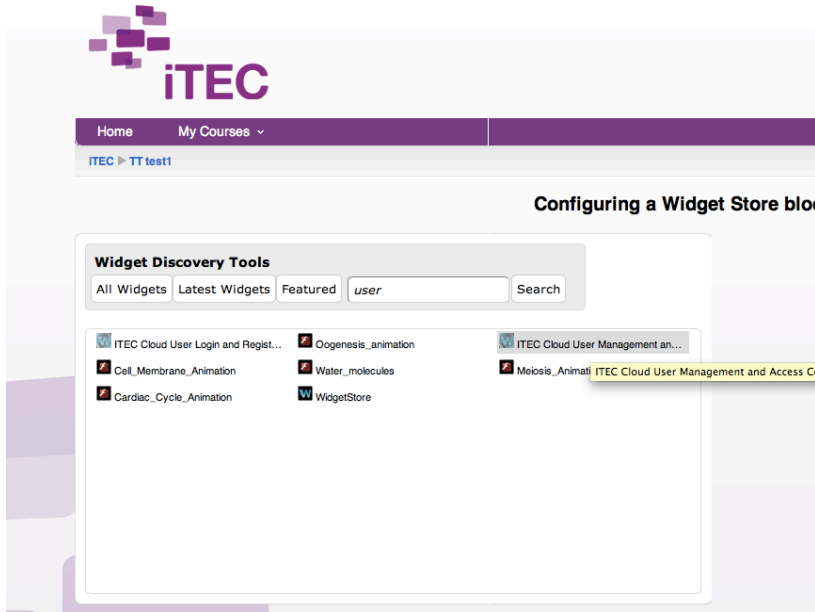 iTEC
Home My Courses
iTEC TT test1
Configuring a Widget Store
Widget Discovery Tools
All Widgets Latest Widgets Featured user Search
ITEC Cloud User Login and Regist... Oogenesis_animation ITEC Cloud User Management an...
Cell_Membrane_Animation Water_molecules
ITEC Cloud User Management and Access
Cardiac_Cycle_Animation WidgetStore